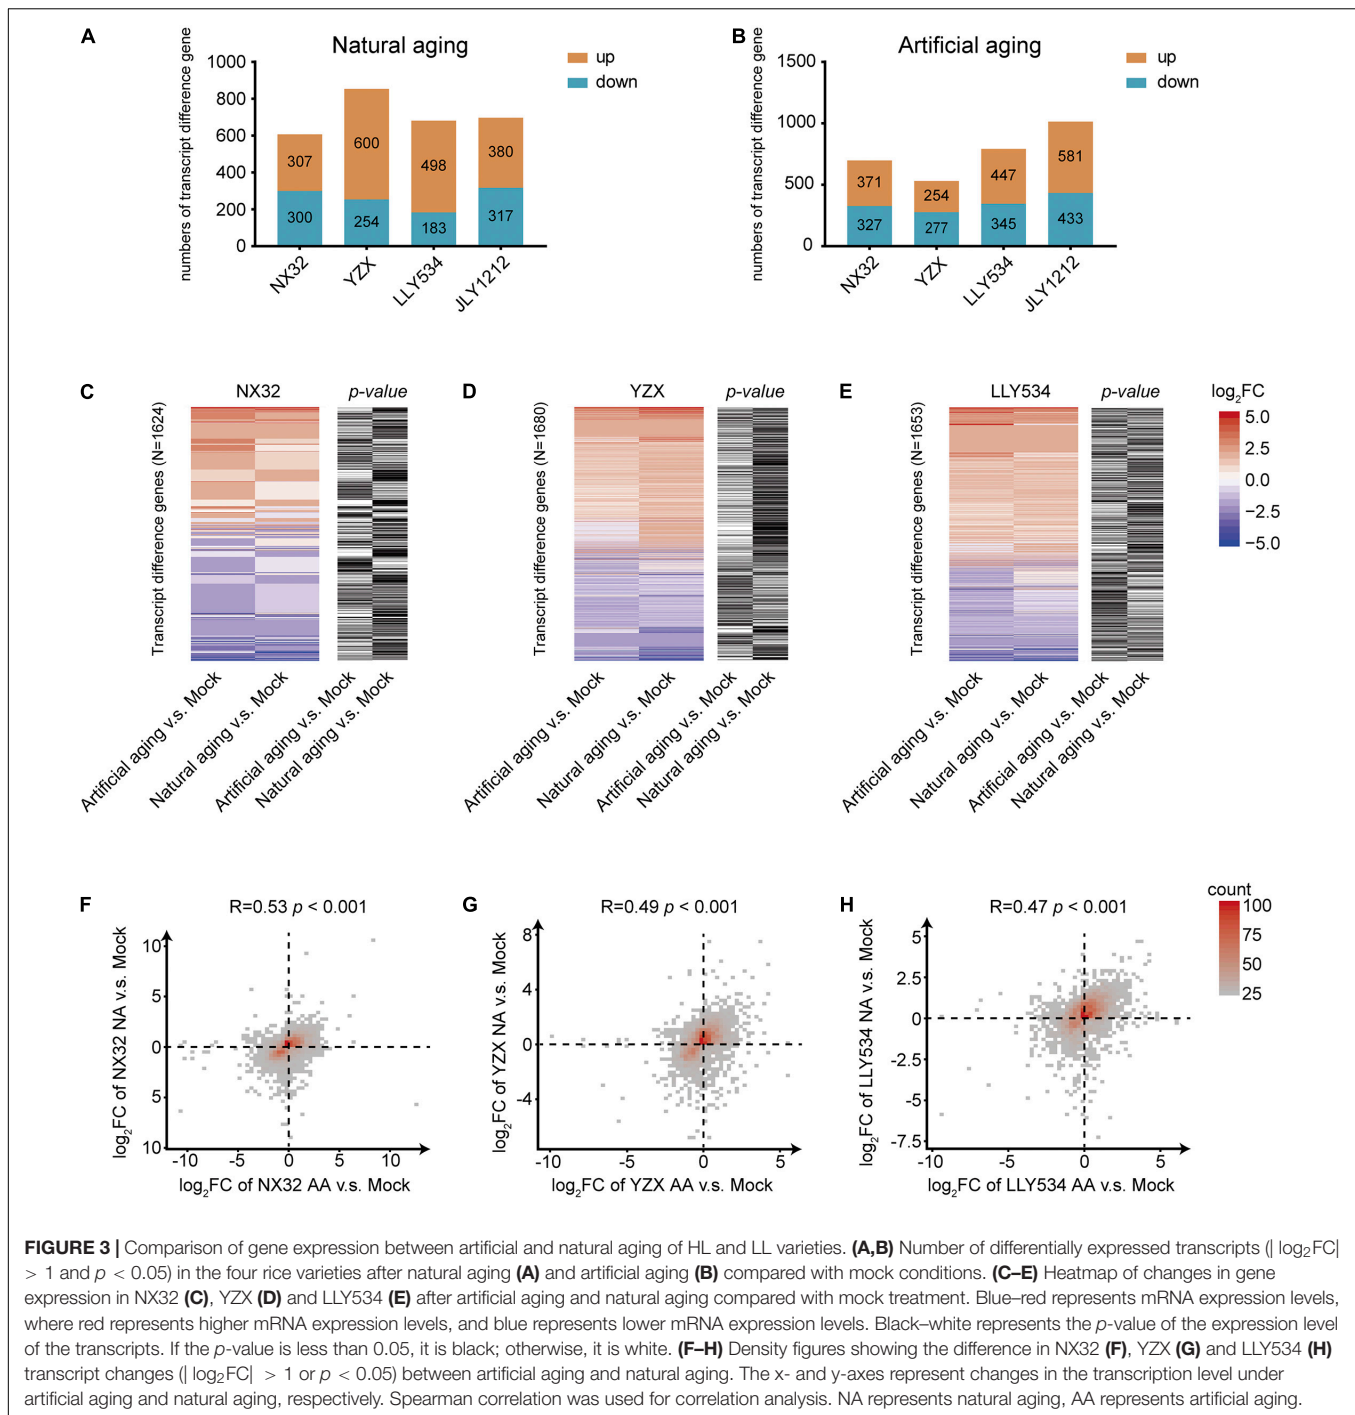 A
Natural aging
numbers of transcript difference gene
1000
800
600
400
200
0
up
down
307
300
600
254
498
183
380
317
NX32
YZX
LLY534
JLY1212
B
Artificial aging
numbers of transcript difference gene
1500
1000
500
0
up
down
371
327
254
277
447
345
581
433
NX32
YZX
LLY534
JLY1212
C
NX32
p-value
Transcript difference genes (N=1624)
Artificial aging v.s. Mock
Natural aging v.s. Mock
Artificial aging v.s. Mock
Natural aging v.s. Mock
D
YZX
p-value
Transcript difference genes (N=1680)
Artificial aging v.s. Mock
Natural aging v.s. Mock
Artificial aging v.s. Mock
Natural aging v.s. Mock
E
LLY534
p-value
Transcript difference genes (N=1653)
Artificial aging v.s. Mock
Natural aging v.s. Mock
Artificial aging v.s. Mock
Natural aging v.s. Mock
log2FC
5.0
2.5
0.0
−2.5
−5.0
F
R=0.53 p < 0.001
log2FC of NX32 NA v.s. Mock
10
5
0
5
10
-10
-5
0
5
10
log2FC of NX32 AA v.s. Mock
G
R=0.49 p < 0.001
log2FC of YZX NA v.s. Mock
8
4
0
-4
-10
-5
0
5
log2FC of YZX AA v.s. Mock
H
R=0.47 p < 0.001
log2FC of LLY534 NA v.s. Mock
5
2.5
0
-2.5
-5
-7.5
-10
-5
0
5
log2FC of LLY534 AA v.s. Mock
count
100
75
50
25
FIGURE 3 | Comparison of gene expression between artificial and natural aging of HL and LL varieties. (A,B) Number of differentially expressed transcripts (| log2FC|
> 1 and p < 0.05) in the four rice varieties after natural aging (A) and artificial aging (B) compared with mock conditions. (C–E) Heatmap of changes in gene
expression in NX32 (C), YZX (D) and LLY534 (E) after artificial aging and natural aging compared with mock treatment. Blue–red represents mRNA expression levels,
where red represents higher mRNA expression levels, and blue represents lower mRNA expression levels. Black–white represents the p-value of the expression level
of the transcripts. If the p-value is less than 0.05, it is black; otherwise, it is white. (F–H) Density figures showing the difference in NX32 (F), YZX (G) and LLY534 (H)
transcript changes (| log2FC| > 1 or p < 0.05) between artificial aging and natural aging. The x- and y-axes represent changes in the transcription level under
artificial aging and natural aging, respectively. Spearman correlation was used for correlation analysis. NA represents natural aging, AA represents artificial aging.